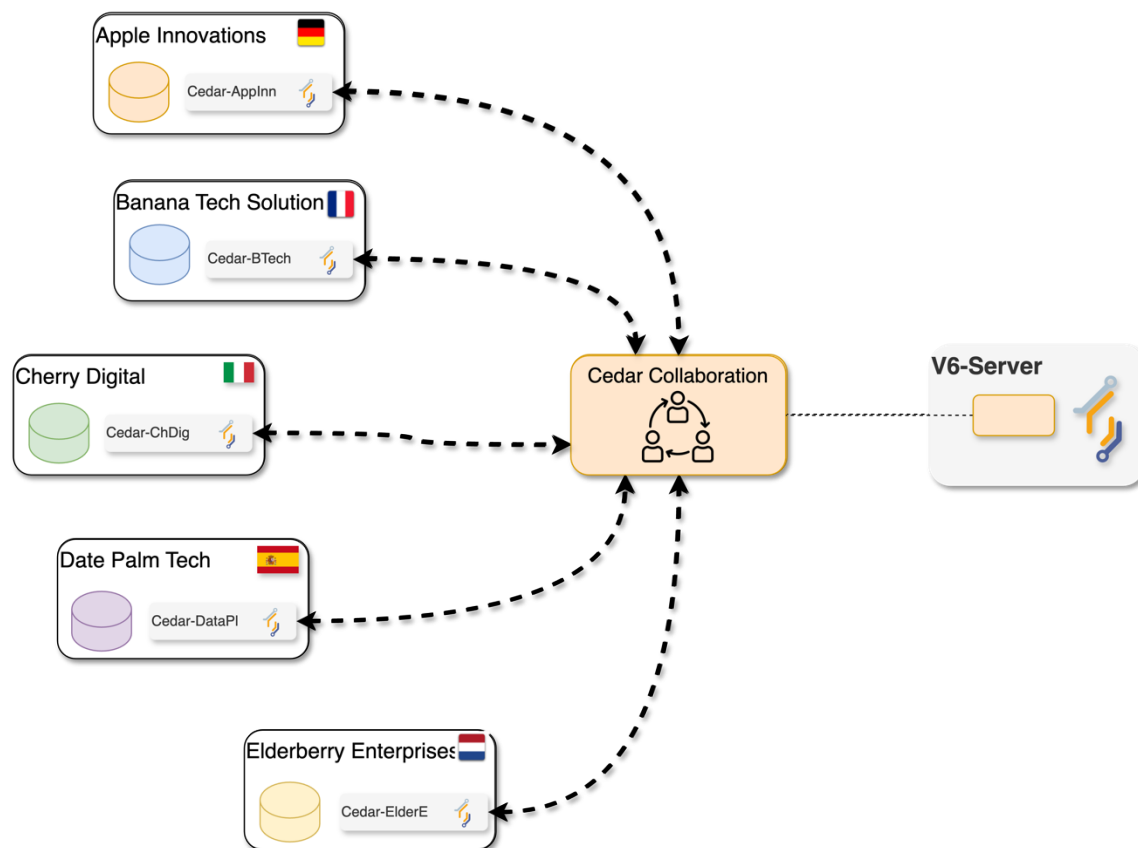 Apple Innovations
Cedar-AppInn
Banana Tech Solution
Cedar-BTech
Cherry Digital
Cedar-ChDig
Date Palm Tech
Cedar-DataPl
Elderberry Enterprises
Cedar-ElderE
Cedar Collaboration
V6-Server